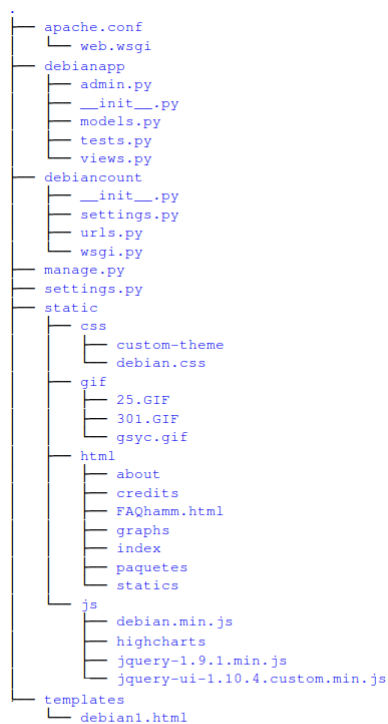 .
├── apache.conf
│   └── web.wsgi
├── debianapp
│   ├── admin.py
│   ├── __init__.py
│   ├── models.py
│   ├── tests.py
│   └── views.py
├── debiancount
│   ├── __init__.py
│   ├── settings.py
│   ├── urls.py
│   └── wsgi.py
├── manage.py
├── settings.py
├── static
│   ├── css
│   │   ├── custom-theme
│   │   └── debian.css
│   ├── gif
│   │   ├── 25.GIF
│   │   ├── 301.GIF
│   │   └── gsyc.gif
│   ├── html
│   │   ├── about
│   │   ├── credits
│   │   ├── FAQhamm.html
│   │   ├── graphs
│   │   ├── index
│   │   ├── paquetes
│   │   └── statics
│   └── js
│       ├── debian.min.js
│       ├── highcharts
│       ├── jquery-1.9.1.min.js
│       └── jquery-ui-1.10.4.custom.min.js
├── templates
│   └── debian1.html